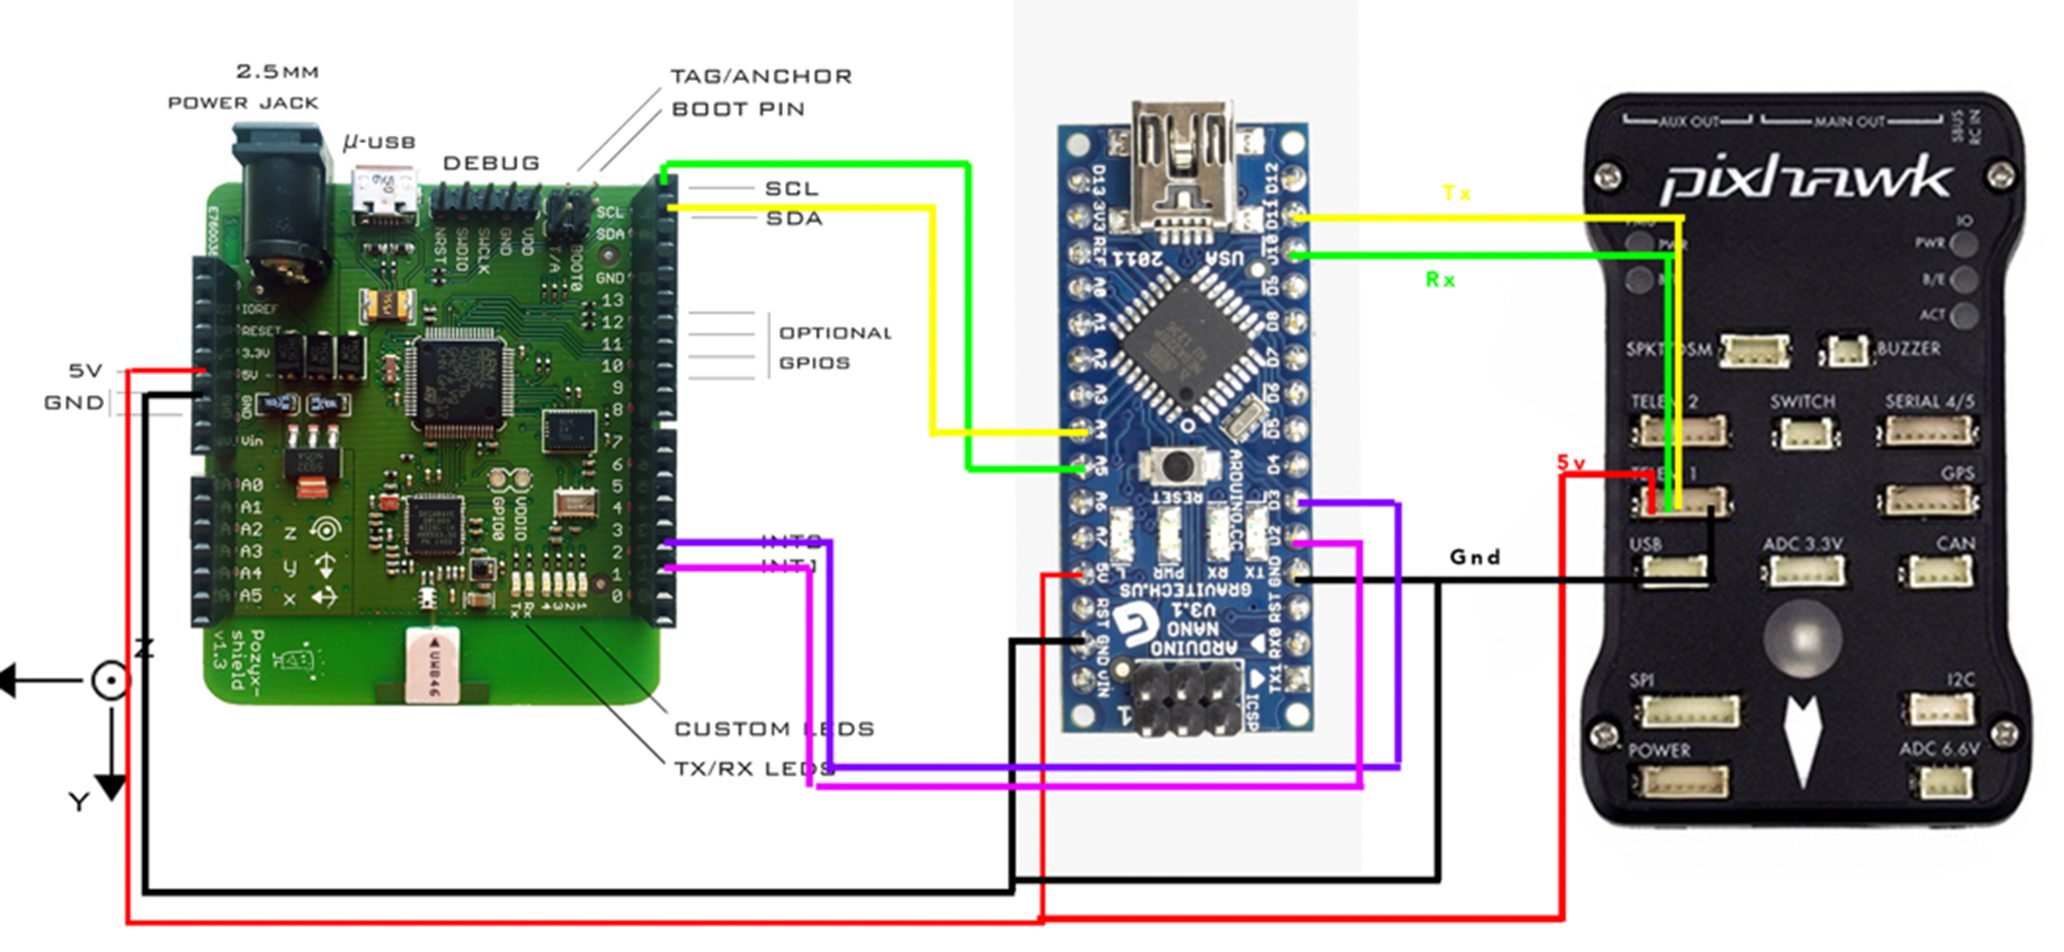 2.5MM
POWER JACK
µ-USB
DEBUG
TAG/ANCHOR
BOOT PIN
SCL
SDA
OPTIONAL
GPIOS
5V
GND
INT0
INT1
CUSTOM LEDS
TX/RX LEDS
Z
Y
NRST
SWDIO
SWCLK
GND
VDD
T/A
BOOT0
SCL
SDA
GND
13
12
11
10
9
8
7
6
5
4
3
2
1
0
IOREF
RESET
3.3V
5V
GND
Vin
A0
A1
A2
A3
A4
A5
z
y
x
GPIO0
VDDIO
Tx
Rx
4
3
2
1
Pozyx-
shield
v1.3
D13
3V3
REF
A0
A1
A2
A3
A4
A5
A6
A7
5V
RST
GND
VIN
D12
D11
D10
D8
D7
D6
D5
D4
D3
D2
GND
RST
RX0
TX1
2011
USA
RESET
ARDUINO.CC
L
PWR
RX
TX
GRAVITECH.US
ARDUINO
NANO
V3.1
ICSP
1
Tx
Rx
5v
Gnd
AUX OUT
MAIN OUT
SBUS
RC IN
pixhawk
IO
PWR
PWR
B/E
ACT
BUZZER
SWITCH
SERIAL 4/5
GPS
USB
ADC 3.3V
CAN
SPI
I2C
POWER
ADC 6.6V